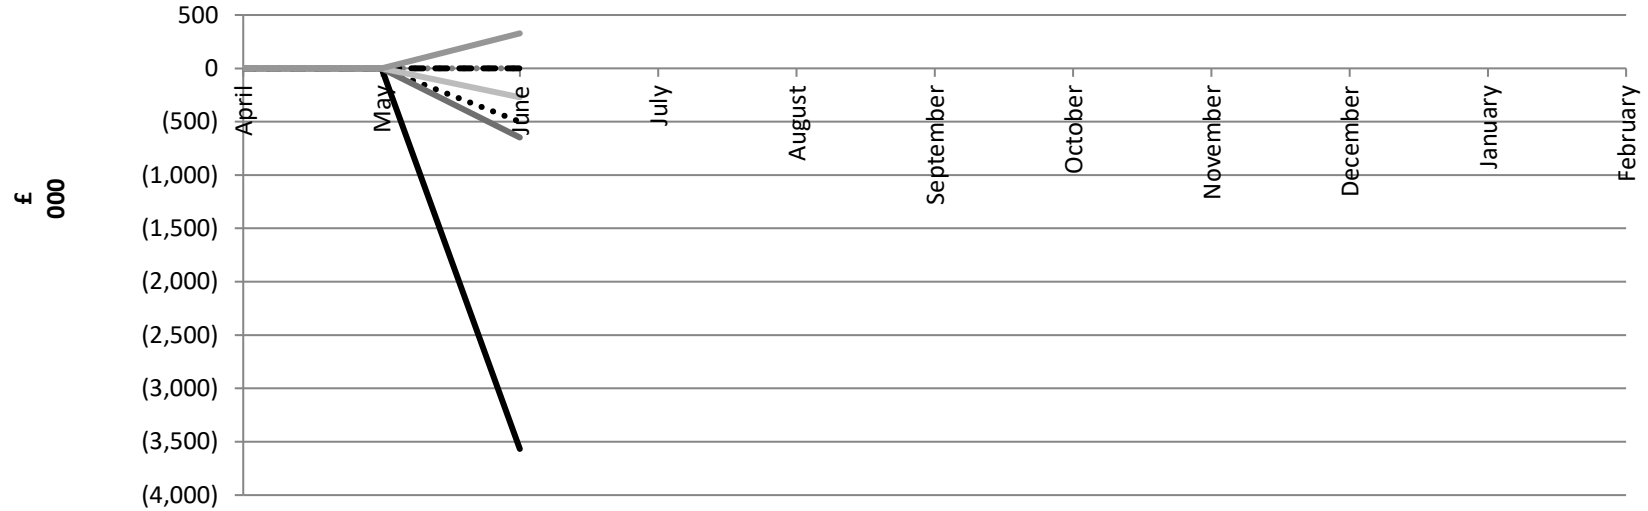 500
0
(500)
(1,000)
(1,500)
(2,000)
(2,500)
(3,000)
(3,500)
(4,000)
£
000
April
May
June
July
August
September
October
November
December
January
February